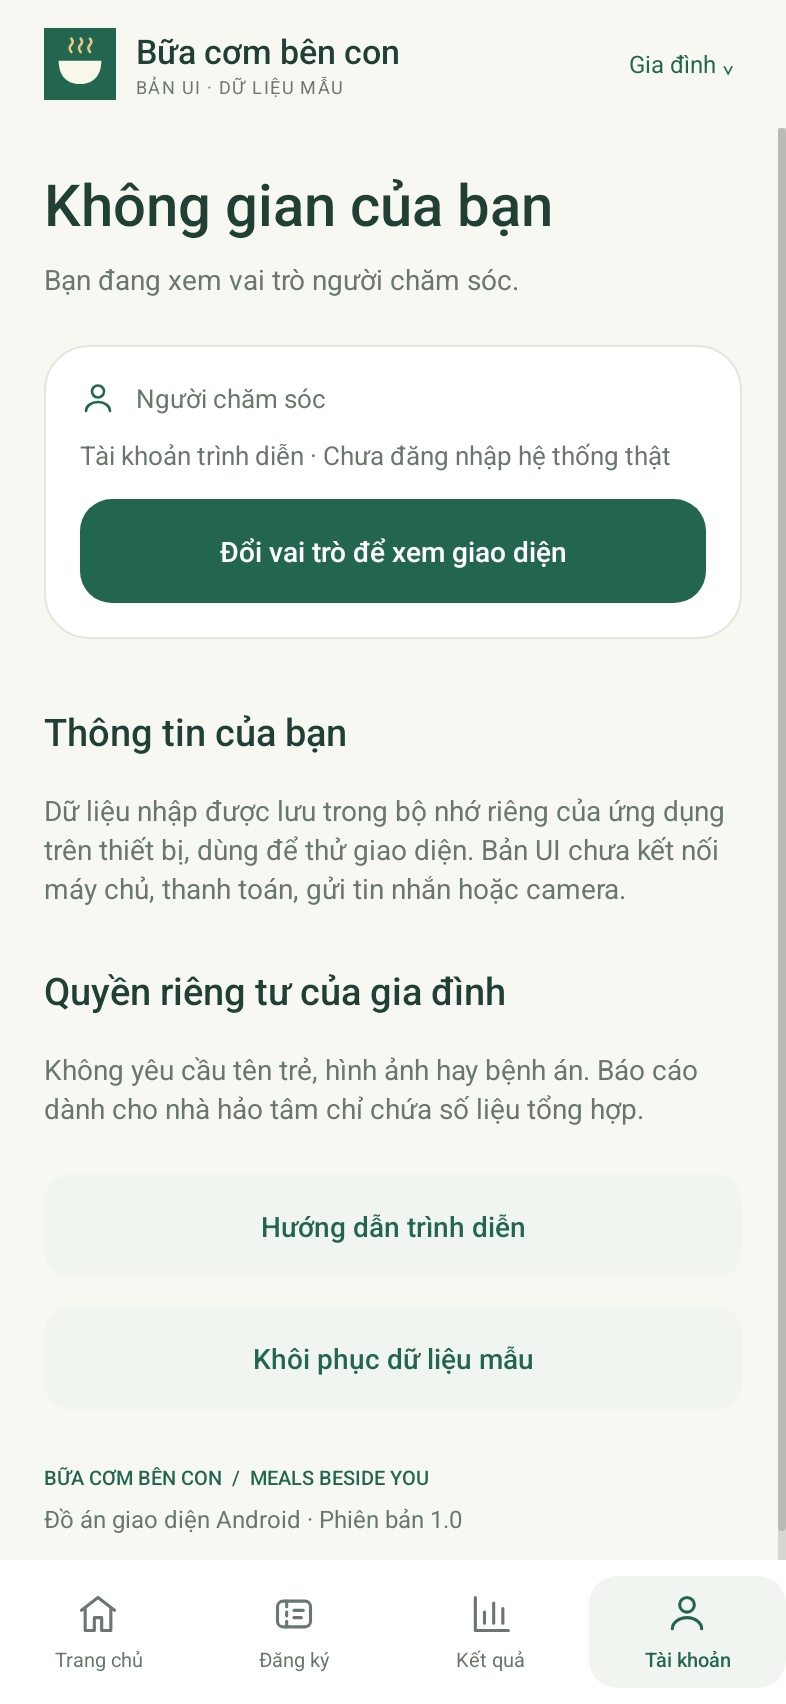 Bữa cơm bên con
BẢN UI · DỮ LIỆU MẪU
Gia đình
Không gian của bạn
Bạn đang xem vai trò người chăm sóc.
Người chăm sóc
Tài khoản trình diễn · Chưa đăng nhập hệ thống thật
Đổi vai trò để xem giao diện
Thông tin của bạn
Dữ liệu nhập được lưu trong bộ nhớ riêng của ứng dụng
trên thiết bị, dùng để thử giao diện. Bản UI chưa kết nối
máy chủ, thanh toán, gửi tin nhắn hoặc camera.
Quyền riêng tư của gia đình
Không yêu cầu tên trẻ, hình ảnh hay bệnh án. Báo cáo
dành cho nhà hảo tâm chỉ chứa số liệu tổng hợp.
Hướng dẫn trình diễn
Khôi phục dữ liệu mẫu
BỮA CƠM BÊN CON / MEALS BESIDE YOU
Đồ án giao diện Android · Phiên bản 1.0
Trang chủ
Đăng ký
Kết quả
Tài khoản